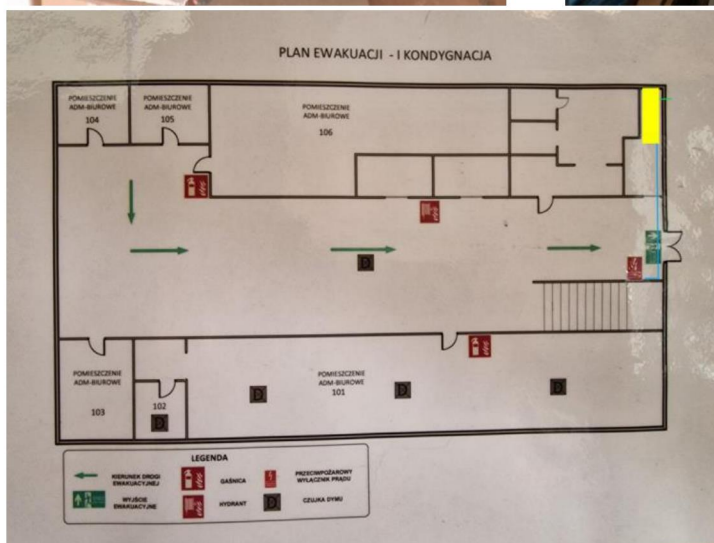 PLAN EWAKUACJI - I KONDYGNACJA
POMIESZCZENIE
ADM-BIUROWE
104
POMIESZCZENIE
ADM-BIUROWE
105
POMIESZCZENIE
ADM-BIUROWE
106
POMIESZCZENIE
ADM-BIUROWE
103
102
D
POMIESZCZENIE
ADM-BIUROWE
101
D
D
D
D
LEGENDA
KIERUNEK DROGI
EWAKUACYJNEJ
GAŚNICA
PRZECIWPOŻAROWY
WYŁĄCZNIK PRĄDU
WYJŚCIE
EWAKUACYJNE
HYDRANT
D
CZUJKA DYMU